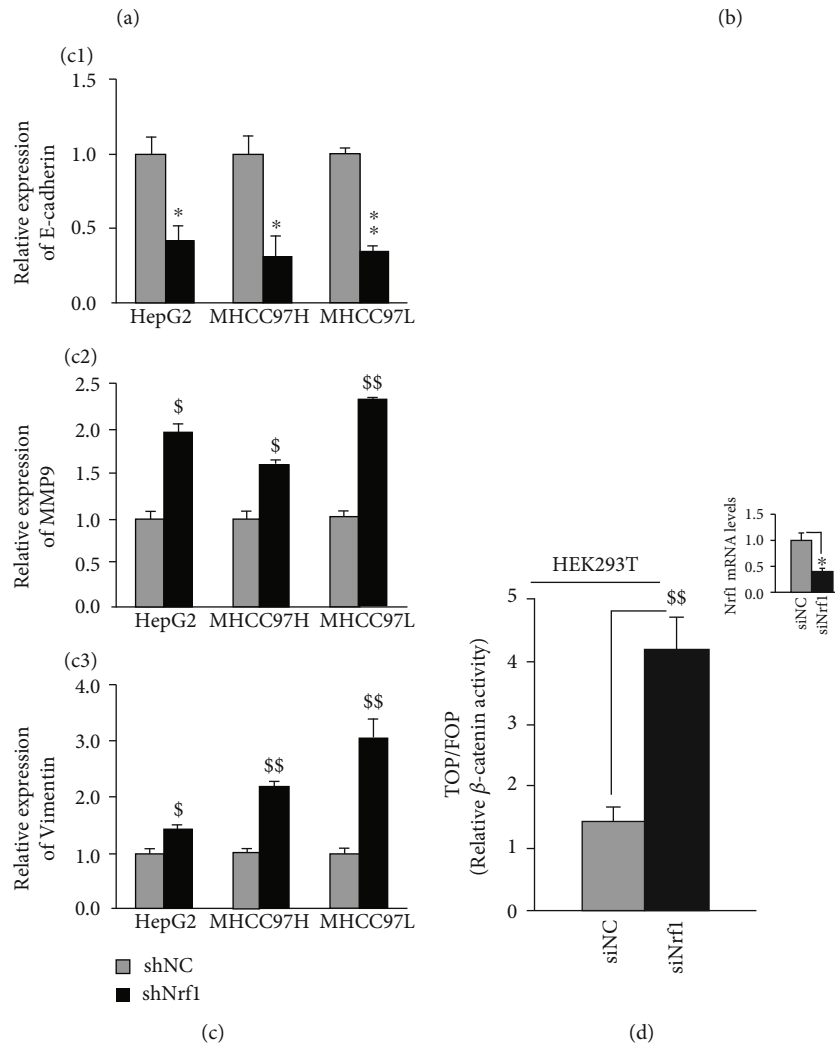 (a)
(b)
(c1)
Relative expression
of E-cadherin
1.5
1.0
0.5
0.0
*
*
*
*
HepG2 MHCC97H MHCC97L
(c2)
Relative expression
of MMP9
2.5
2.0
1.5
1.0
0.5
0.0
$
$
$$
HepG2 MHCC97H MHCC97L
(c3)
Relative expression
of Vimentin
4.0
3.0
2.0
1.0
0.0
$
$$
$$
HepG2 MHCC97H MHCC97L
shNC
shNrf1
(c)
Nrf1 mRNA levels
1.5
1.0
0.5
0.0
*
siNC
siNrf1
HEK293T
TOP/FOP
(Relative β-catenin activity)
5
4
3
2
1
0
$$
siNC
siNrf1
(d)